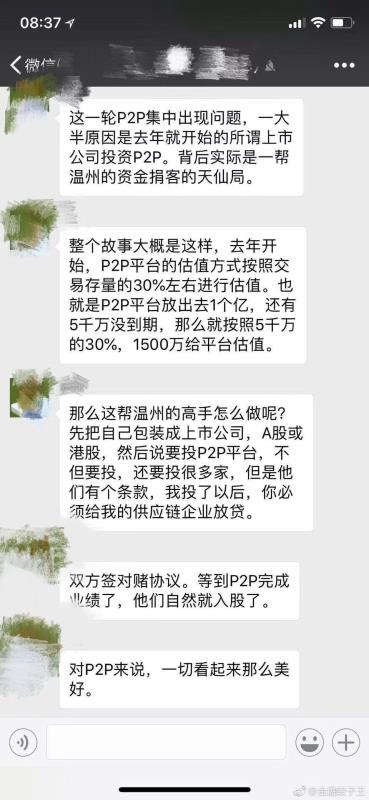 08:37
微信
这一轮P2P集中出现问题，一大
半原因是去年就开始的所谓上市
公司投资P2P。背后实际是一帮
温州的资金捐客的天仙局。
整个故事大概是这样，去年开
始，P2P平台的估值方式按照交
易存量的30%左右进行估值。也
就是P2P平台放出去1个亿，还有
5千万没到期，那么就按照5千万
的30%，1500万给平台估值。
那么这帮温州的高手怎么做呢？
先把自己包装成上市公司，A股或
港股，然后说要投P2P平台，不
但要投，还要投很多家，但是他
们有个条款，我投了以后，你必
须给我的供应链企业放贷。
双方签对赌协议。等到P2P完成
业绩了，他们自然就入股了。
对P2P来说，一切看起来那么美
好。